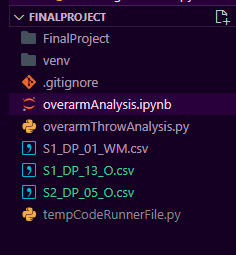 FINALPROJECT
FinalProject
venv
.gitignore
overarmAnalysis.ipynb
overarmThrowAnalysis.py
S1_DP_01_WM.csv
S1_DP_13_O.csv
S2_DP_05_O.csv
tempCodeRunnerFile.py